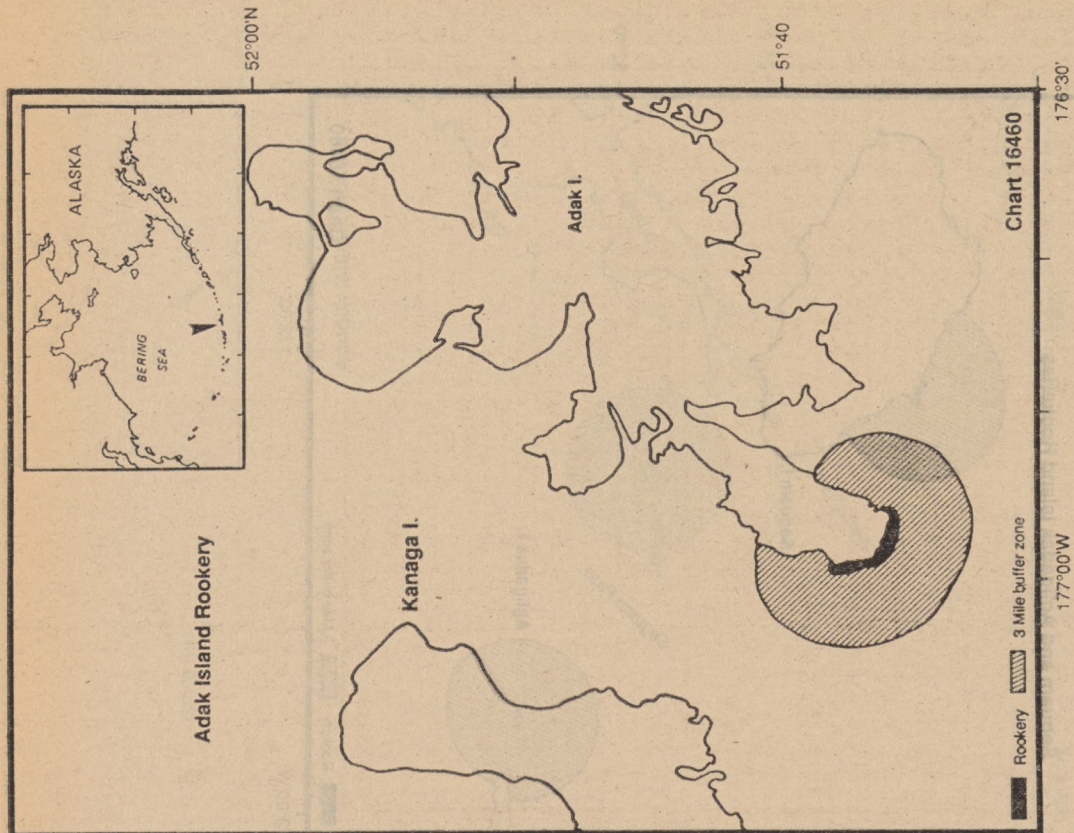 Adak Island Rookery
ALASKA
BERING
SEA
52°00'N
Kanaga I.
Adak I.
51°40
Rookery
3 Mile buffer zone
Chart 16460
177°00'W
176°30'